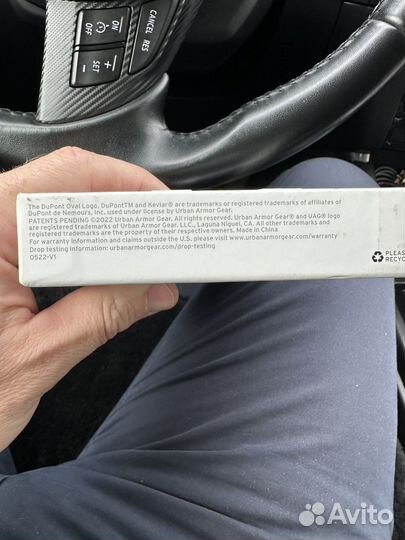 CANCEL
RES
ON
OFF
+
SET
-
The DuPont Oval Logo, DuPontTM and Kevlar® are trademarks or registered trademarks of affiliates of
DuPont de Nemours, Inc. used under license by Urban Armor Gear.
PATENTS PENDING ©2022 Urban Armor Gear. All rights reserved. Urban Armor Gear® and UAG® logo
are registered trademarks of Urban Armor Gear. LLC., Laguna Niguel, CA. All other trademarks and
registered trademarks are the property of their respective owners. Made in China
For warranty information and claims outside the U.S. please visit www.urbanarmorgear.com/warranty
Drop testing information: urbanarmorgear.com/drop-testing
0522-V1
PLEAS
RECYC
Avito